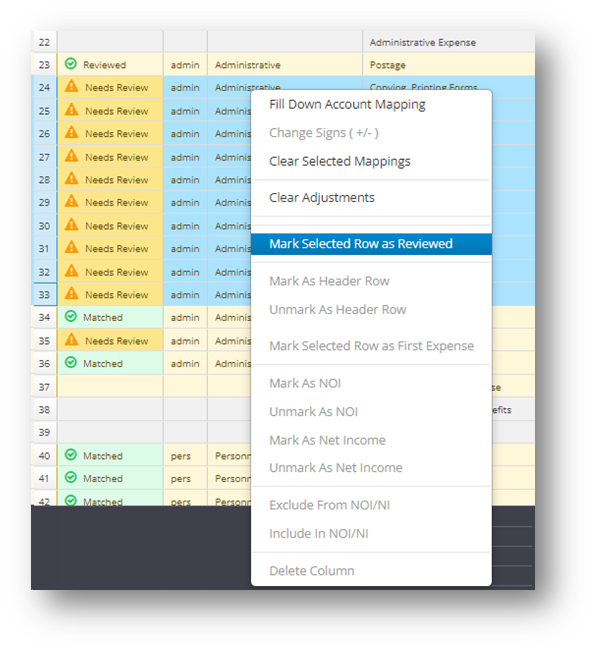 22 Administrative Expense
23 Reviewed admin Administrative Postage
24 Needs Review admin Administrative Copying, Printing Forms
25 Needs Review admin Adminis
26 Needs Review admin Adminis
27 Needs Review admin Adminis
28 Needs Review admin Adminis
29 Needs Review admin Adminis
30 Needs Review admin Adminis
31 Needs Review admin Adminis
32 Needs Review admin Adminis
33 Needs Review admin Adminis
34 Matched admin Adminis
35 Needs Review admin Adminis
36 Matched admin Adminis
37 se
38 efits
39
40 Matched pers Personn
41 Matched pers Personn
42 Matched pers Personn
Fill Down Account Mapping
Change Signs ( +/- )
Clear Selected Mappings
Clear Adjustments
Mark Selected Row as Reviewed
Mark As Header Row
Unmark As Header Row
Mark Selected Row as First Expense
Mark As NOI
Unmark As NOI
Mark As Net Income
Unmark As Net Income
Exclude From NOI/NI
Include In NOI/NI
Delete Column